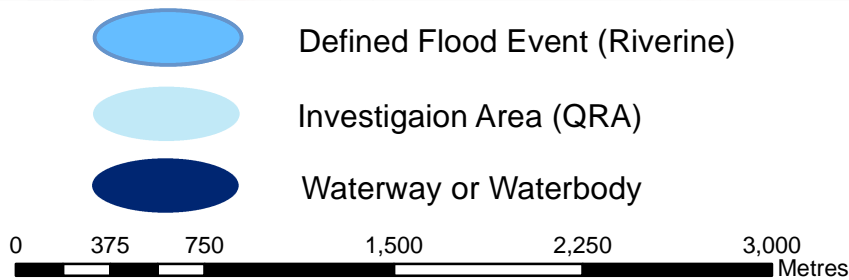 Defined Flood Event (Riverine)
Investigaion Area (QRA)
Waterway or Waterbody
0 375 750 1,500 2,250 3,000
Metres